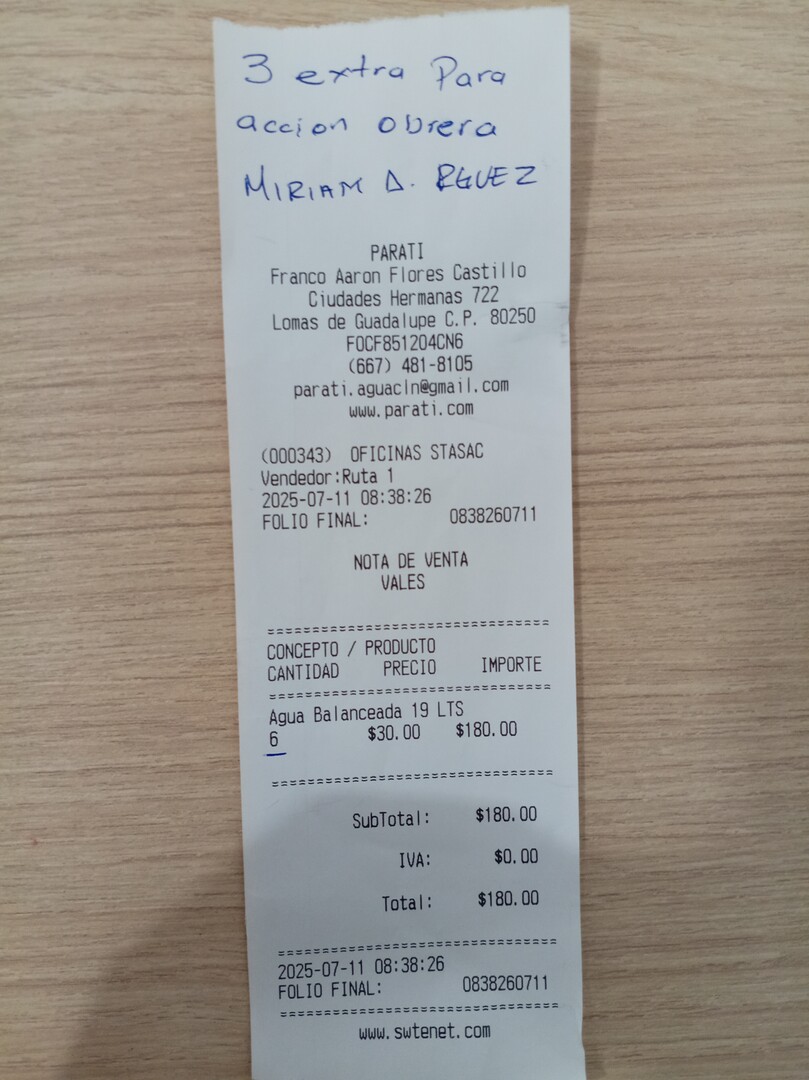 3 extra Para
accion obrera
MIRIAM D. RGUEZ
PARATI
Franco Aaron Flores Castillo
Ciudades Hermanas 722
Lomas de Guadalupe C.P. 80250
FOCF851204CN6
(667) 481-8105
parati.aguacln@gmail.com
www.parati.com
(000343) OFICINAS STASAC
Vendedor:Ruta 1
2025-07-11 08:38:26
FOLIO FINAL: 0838260711
NOTA DE VENTA
VALES
==============================
CONCEPTO / PRODUCTO
CANTIDAD PRECIO IMPORTE
==============================
Agua Balanceada 19 LTS
6 $30.00 $180.00
==============================
SubTotal: $180.00
IVA: $0.00
Total: $180.00
==============================
2025-07-11 08:38:26
FOLIO FINAL: 0838260711
==============================
www.swtenet.com